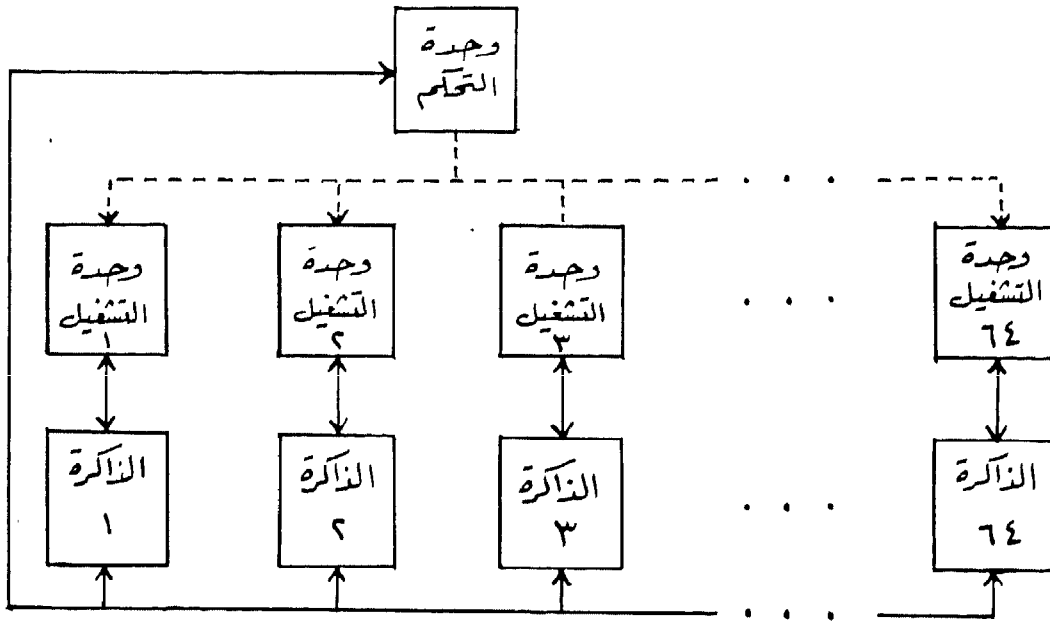 وحدة
التحكم
وحدة
التشغيل
١
وحدة
التشغيل
٢
وحدة
التشغيل
٣
وحدة
التشغيل
٦٤
الذاكرة
١
الذاكرة
٢
الذاكرة
٣
الذاكرة
٦٤